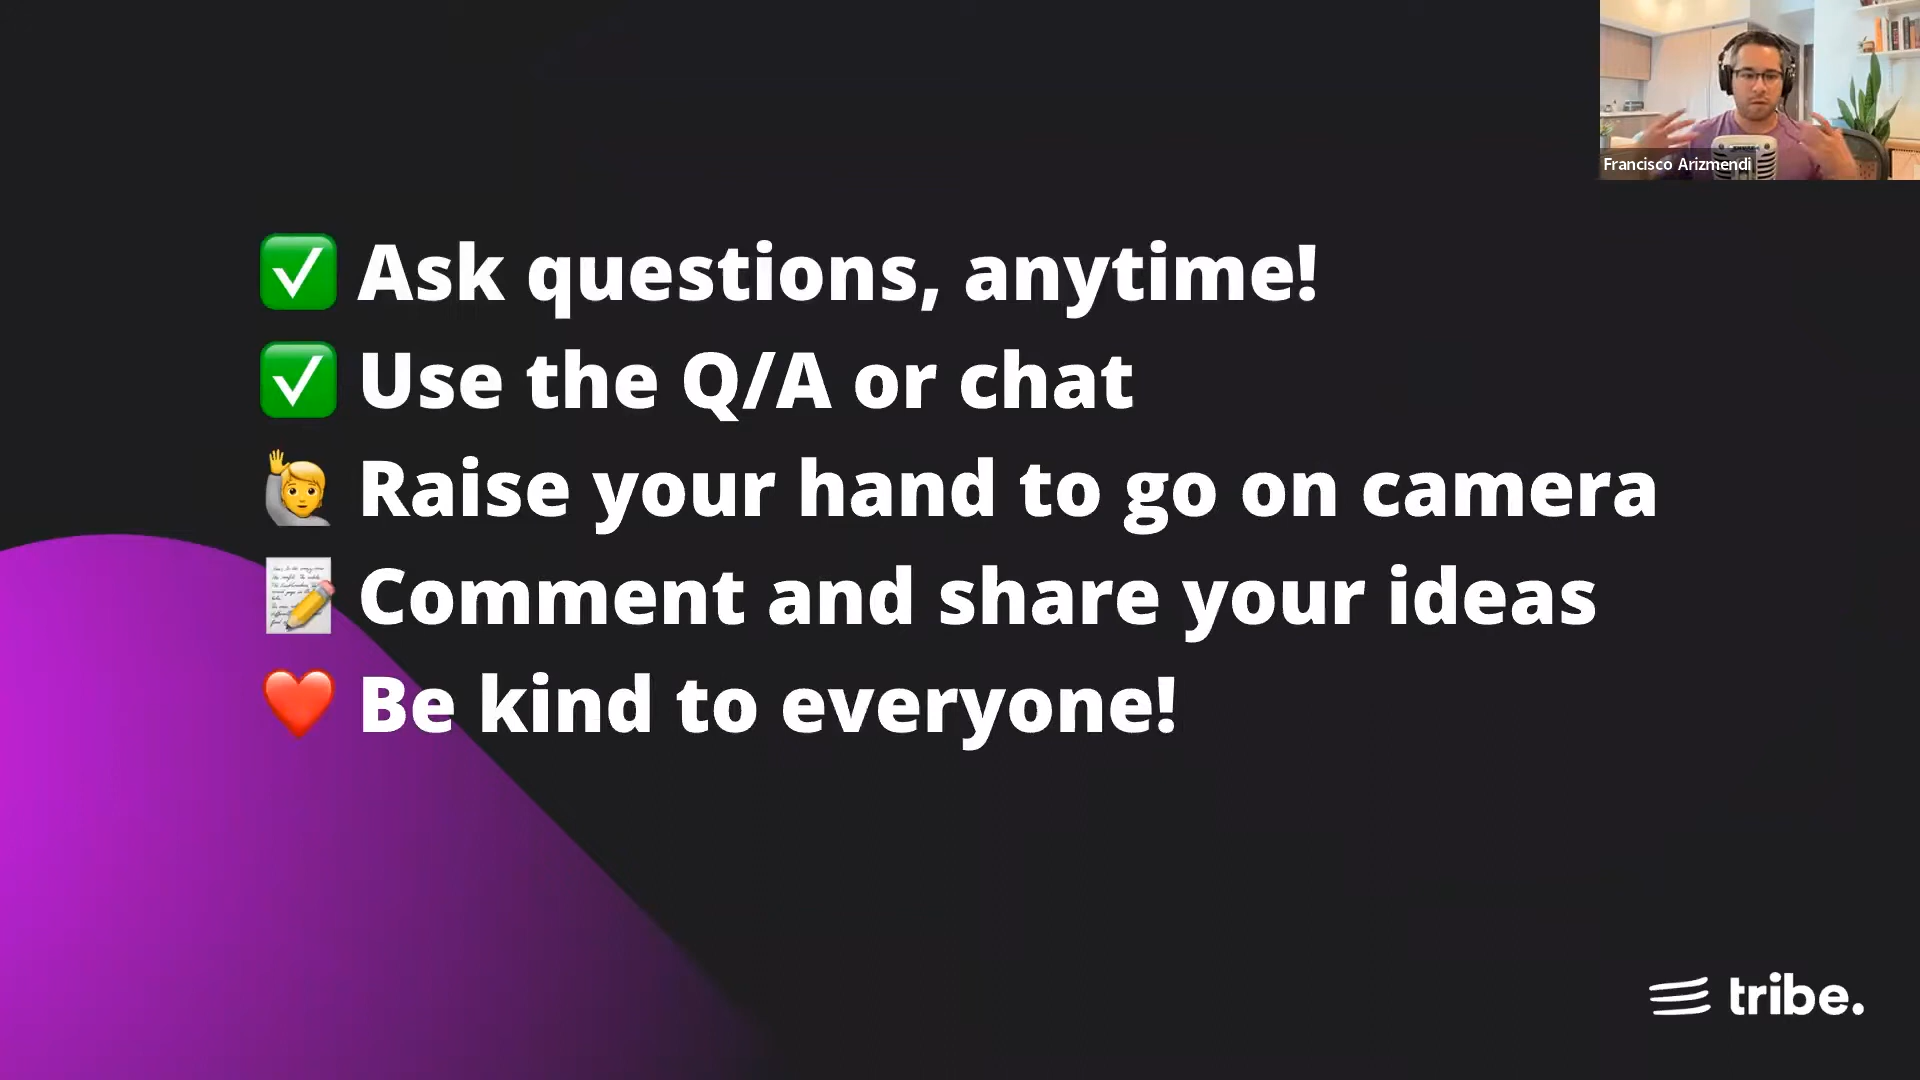 Francisco Arizmendi
Ask questions, anytime!
Use the Q/A or chat
Raise your hand to go on camera
Comment and share your ideas
Be kind to everyone!
tribe.